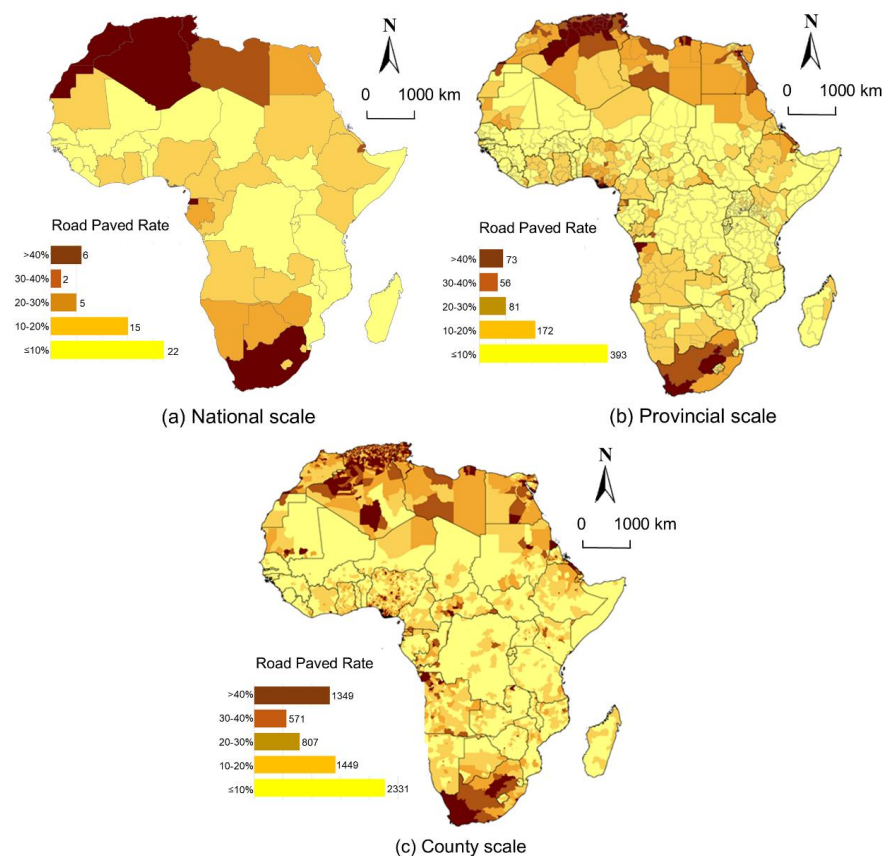 N
0 1000 km
Road Paved Rate
>40% 6
30-40% 2
20-30% 5
10-20% 15
≤10% 22
(a) National scale
N
0 1000 km
Road Paved Rate
>40% 73
30-40% 56
20-30% 81
10-20% 172
≤10% 393
(b) Provincial scale
N
0 1000 km
Road Paved Rate
>40% 1349
30-40% 571
20-30% 807
10-20% 1449
≤10% 2331
(c) County scale